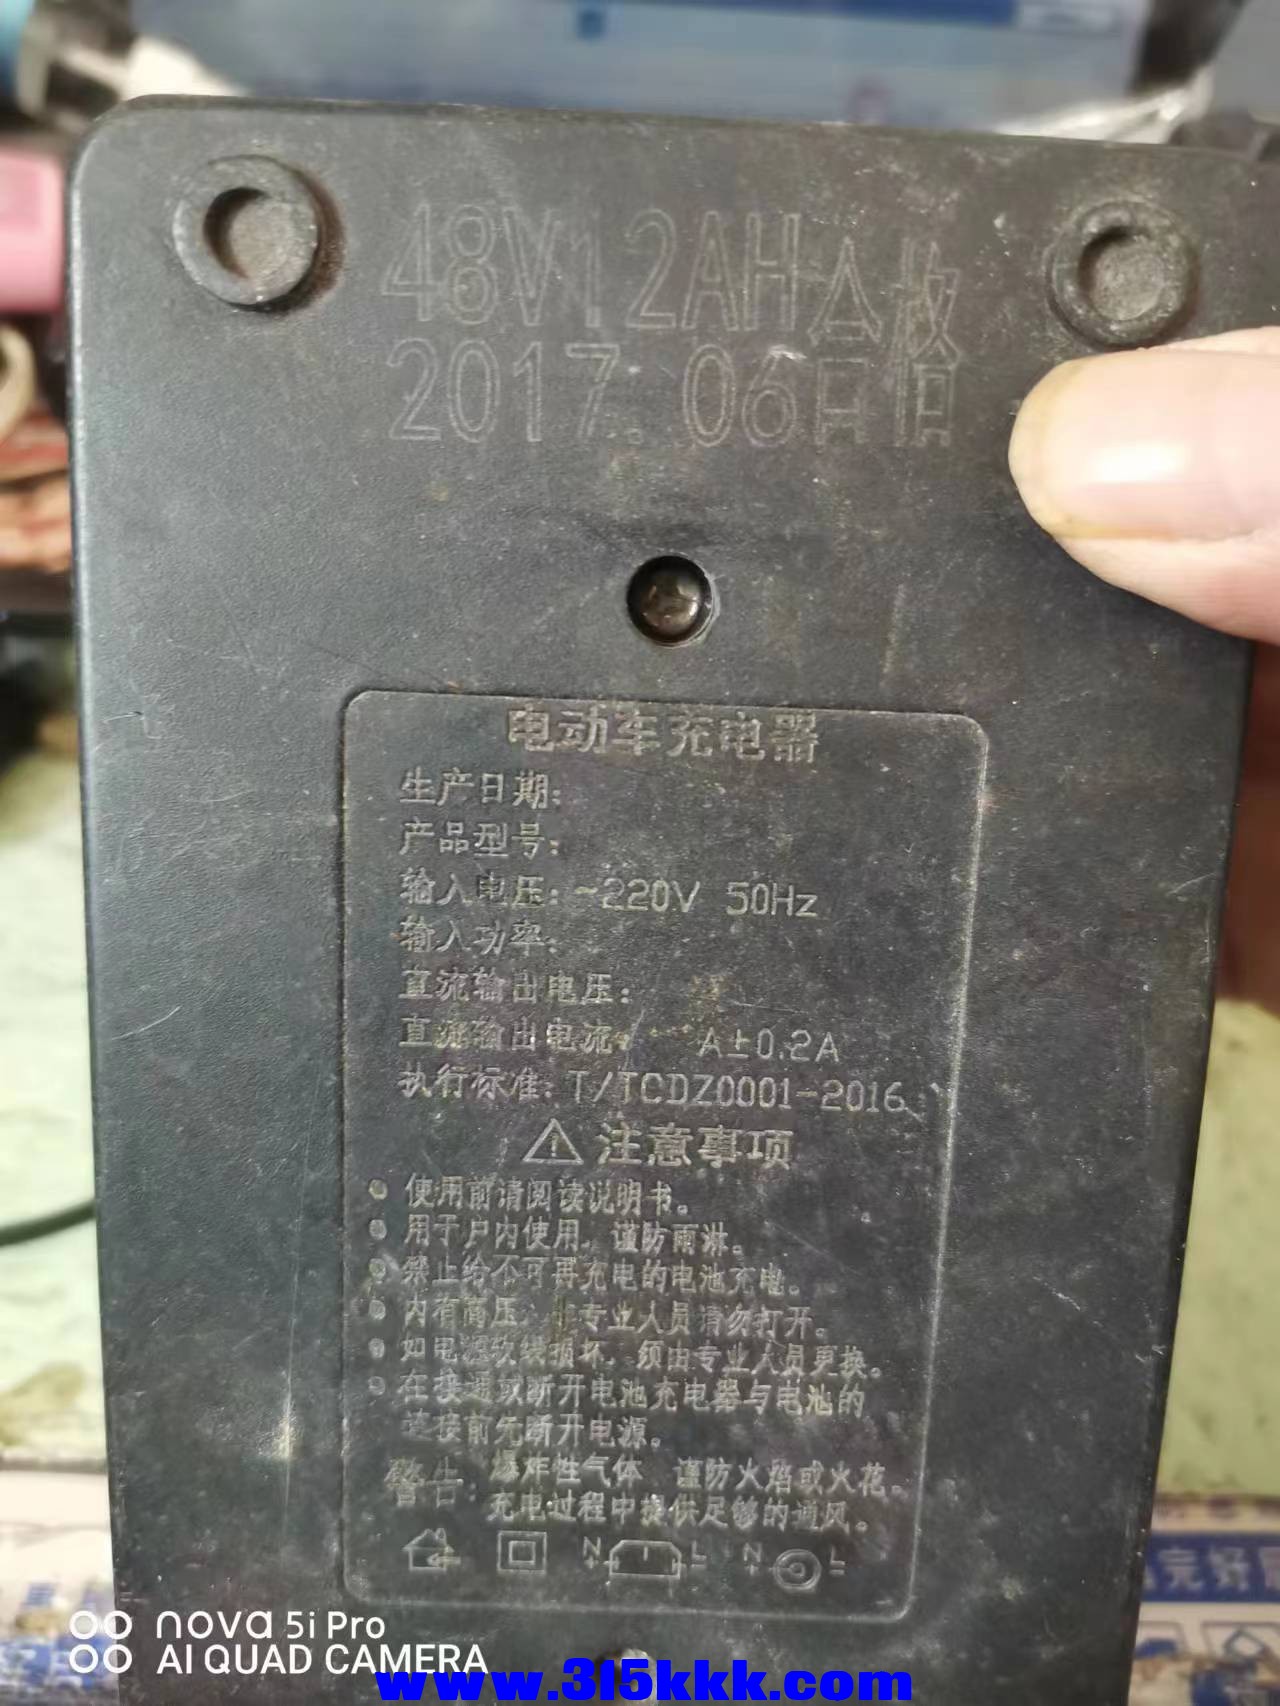 48V12AH合格
2017.06日
电动车充电器
生产日期:
产品型号:
输入电压: ~220V 50Hz
输入功率:
直流输出电压:
直流输出电流: A±0.2A
执行标准: T/TCDZ0001-2016
注意事项
● 使用前请阅读说明书。
● 用于户内使用，谨防雨淋。
● 禁止给不可再充电的电池充电。
● 内有高压，非专业人员请勿打开。
● 如电源软线损坏，须由专业人员更换。
● 在接通或断开电池充电器与电池的
连接前先断开电源。
警告: 爆炸性气体，谨防火焰或火花。
充电过程中提供足够的通风。
N L N L
完好
nova 5i Pro
AI QUAD CAMERA
www.315kkk.com